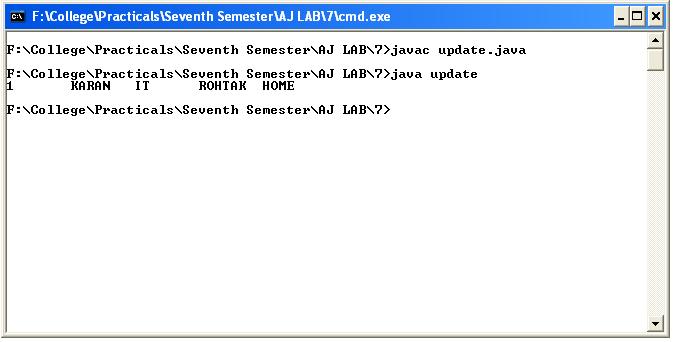 F:\College\Practicals\Seventh Semester\AJ LAB\7\cmd.exe
F:\College\Practicals\Seventh Semester\AJ LAB\7>javac update.java
F:\College\Practicals\Seventh Semester\AJ LAB\7>java update
1 KARAN IT ROHTAK HOME
F:\College\Practicals\Seventh Semester\AJ LAB\7>